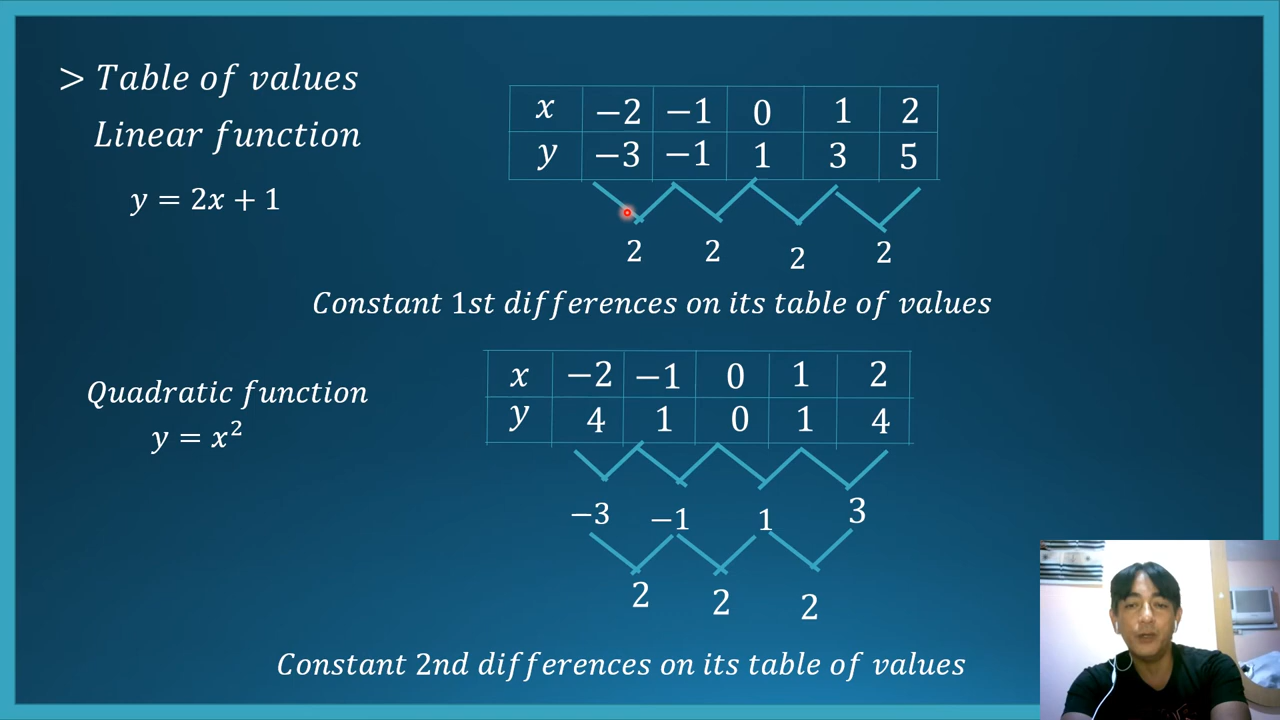 > Table of values
Linear function
y = 2x + 1
x −2 −1 0 1 2
y −3 −1 1 3 5
2 2 2 2
Constant 1st differences on its table of values
Quadratic function
y = x²
x −2 −1 0 1 2
y 4 1 0 1 4
−3 −1 1 3
2 2 2
Constant 2nd differences on its table of values